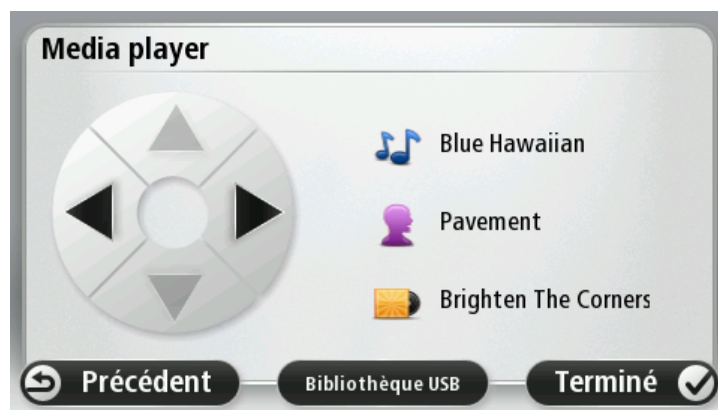 Media player
Blue Hawaiian
Pavement
Brighten The Corners
Précédent
Bibliothèque USB
Terminé